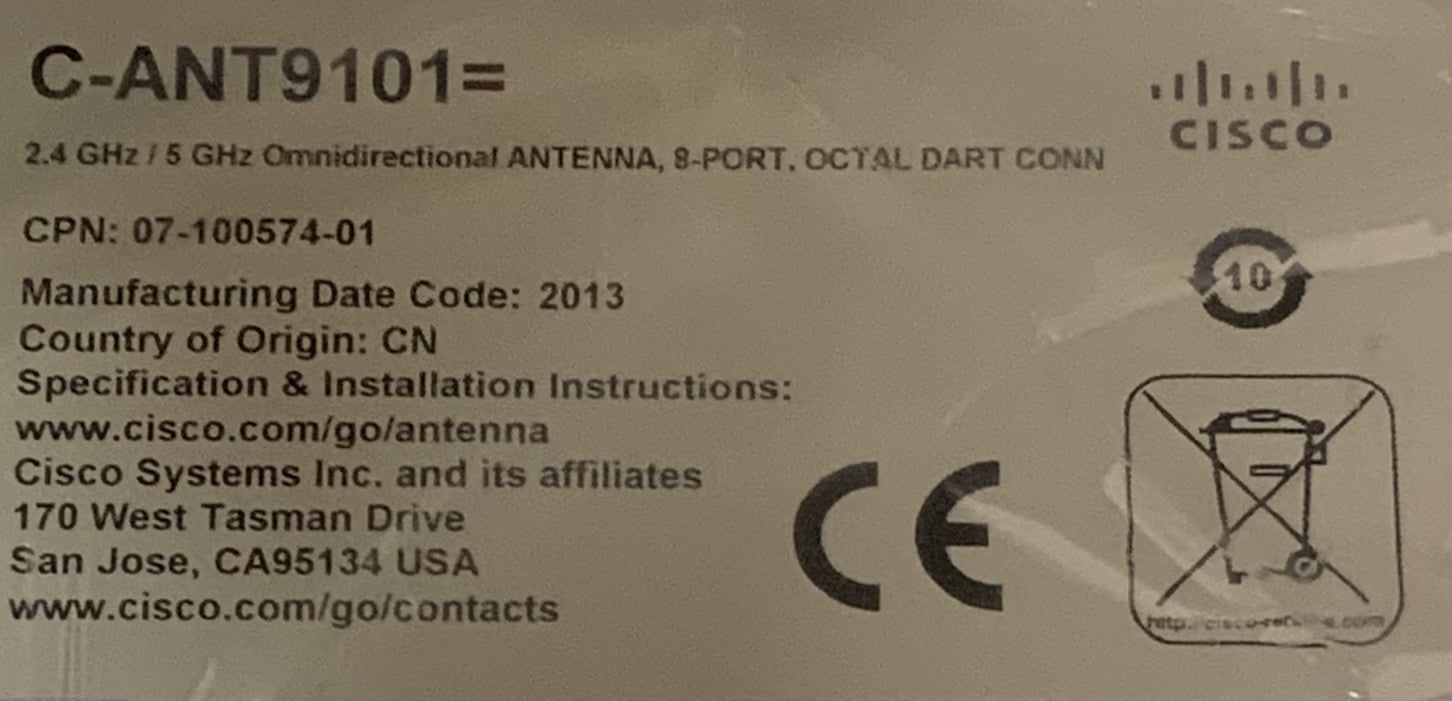 C-ANT9101=
CISCO
2.4 GHz / 5 GHz Omnidirectional ANTENNA, 8-PORT, OCTAL DART CONN
CPN: 07-100574-01
10
Manufacturing Date Code: 2013
Country of Origin: CN
Specification & Installation Instructions:
www.cisco.com/go/antenna
Cisco Systems Inc. and its affiliates
170 West Tasman Drive
San Jose, CA95134 USA
www.cisco.com/go/contacts
CE